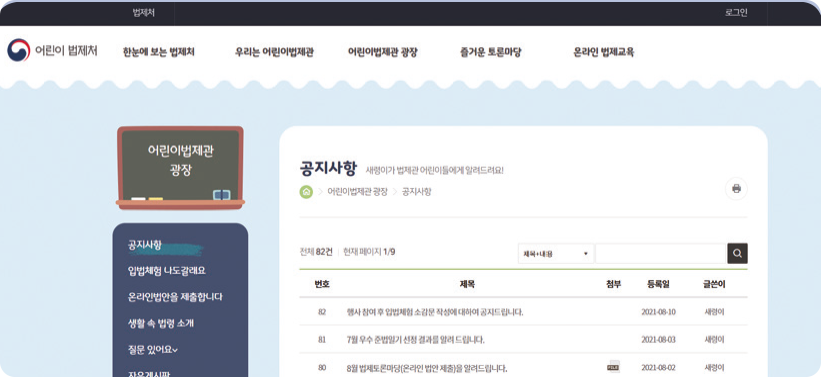 법제처 로그인
어린이 법제처 한눈에 보는 법제처 우리는 어린이법제관 어린이법제관 광장 즐거운 토론마당 온라인 법제교육
어린이법제관
광장
공지사항
입법체험 나도갈래요
온라인법안을 제출합니다
생활 속 법령 소개
질문 있어요
자유게시판
공지사항 새령이가 법제관 어린이들에게 알려드려요!
어린이법제관 광장 > 공지사항
전체 82건 | 현재 페이지 1/9 제목+내용
번호 제목 첨부 등록일 글쓴이
82 행사 참여 후 입법체험 소감문 작성에 대하여 공지드립니다. 2021-08-10 새령이
81 7월 우수 준법일기 선정 결과를 알려 드립니다. 2021-08-03 새령이
80 8월 법제토론마당(온라인 법안 제출)을 알려드립니다. FILE 2021-08-02 새령이